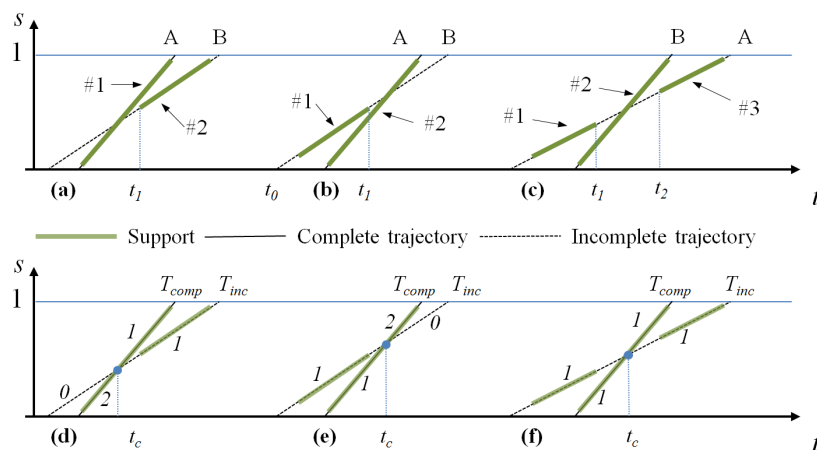 s
A B A B B A
1
#1 #2 #1 #2 #1 #2 #3
(a) t1 t0 (b) t1 (c) t1 t2 t
Support Complete trajectory Incomplete trajectory
s
Tcomp Tinc Tcomp Tinc Tcomp Tinc
1
1 1 2 0 1 1
0 2 1 1 1 1
(d) tc (e) tc (f) tc t